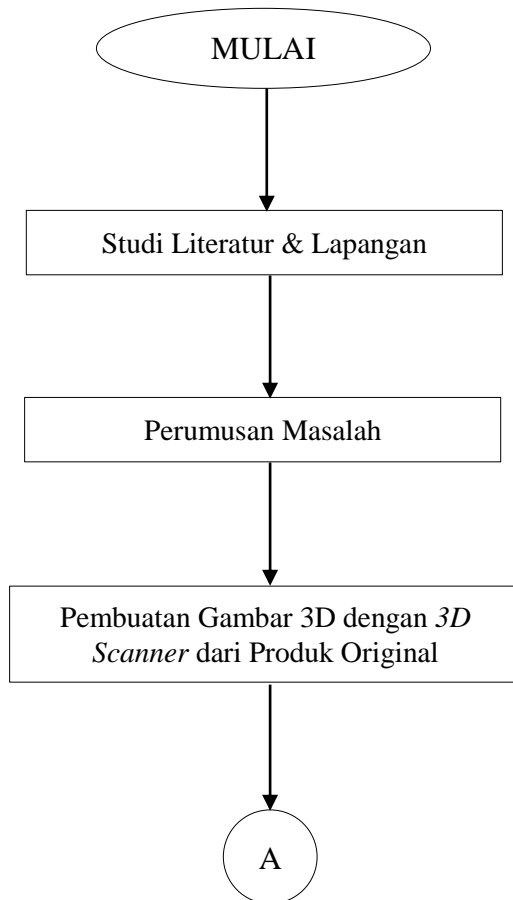 MULAI
Studi Literatur & Lapangan
Perumusan Masalah
Pembuatan Gambar 3D dengan 3D
Scanner dari Produk Original
A